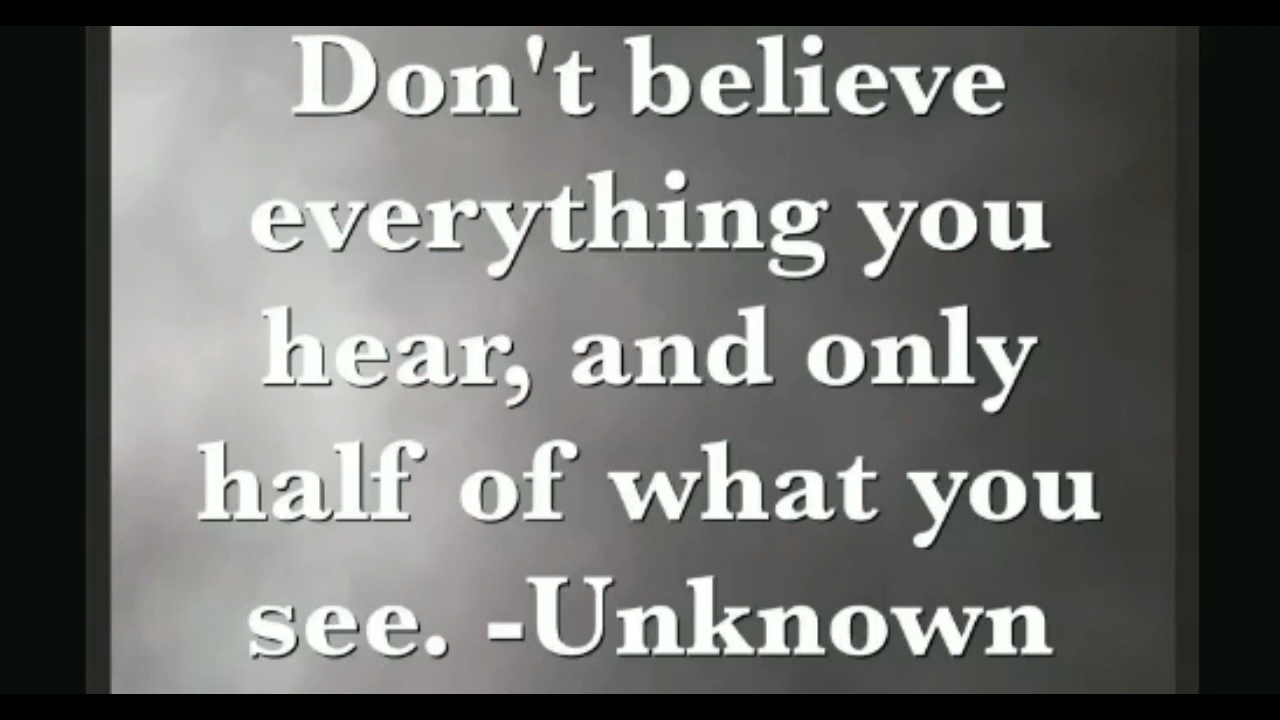 Don't believe
everything you
hear, and only
half of what you
see. -Unknown